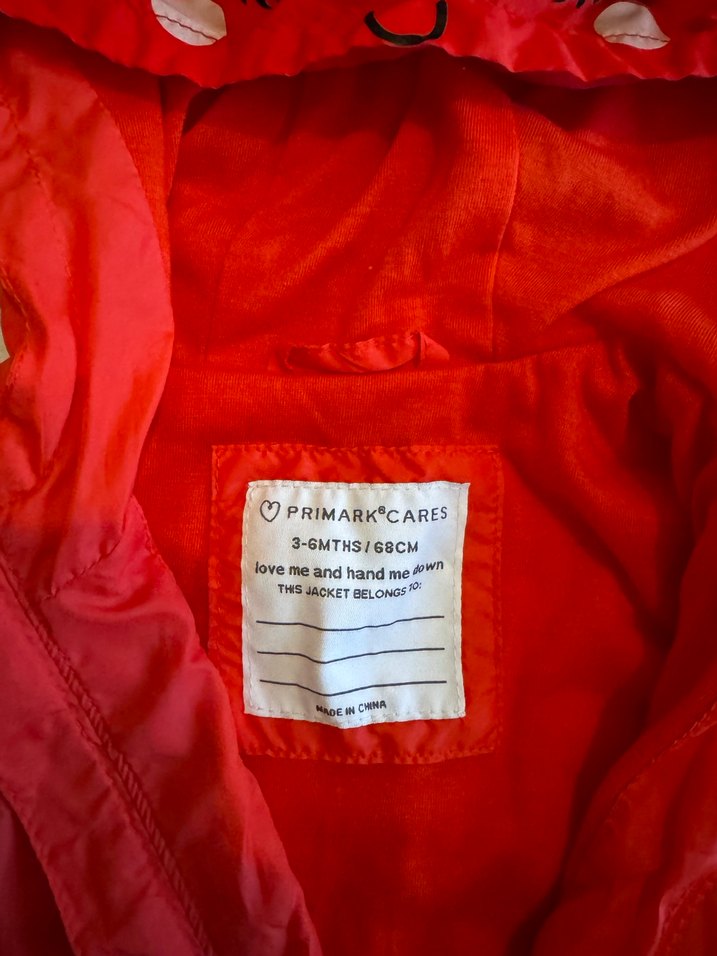 PRIMARK®CARES
3-6MTHS / 68CM
love me and hand me down
THIS JACKET BELONGS TO:
MADE IN CHINA